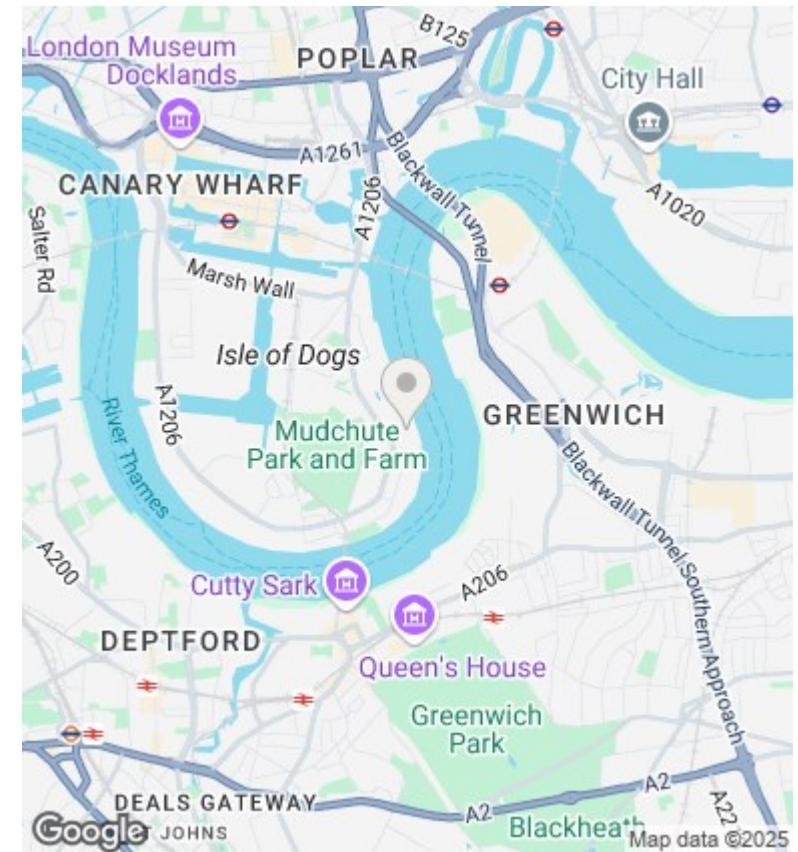 B125
London Museum
Docklands
POPLAR
City Hall
A1261
Blackwall Tunnel
CANARY WHARF
A1206
A1020
Salter Rd
Marsh Wall
Isle of Dogs
A1206
GREENWICH
Mudchute
Park and Farm
River Thames
Blackwall Tunnel Southern Approach
A200
Cutty Sark
A206
DEPTFORD
Queen's House
Greenwich
Park
A2
DEALS GATEWAY
A2
A22
Google
T JOHNS
Blackheath
Map data ©2025